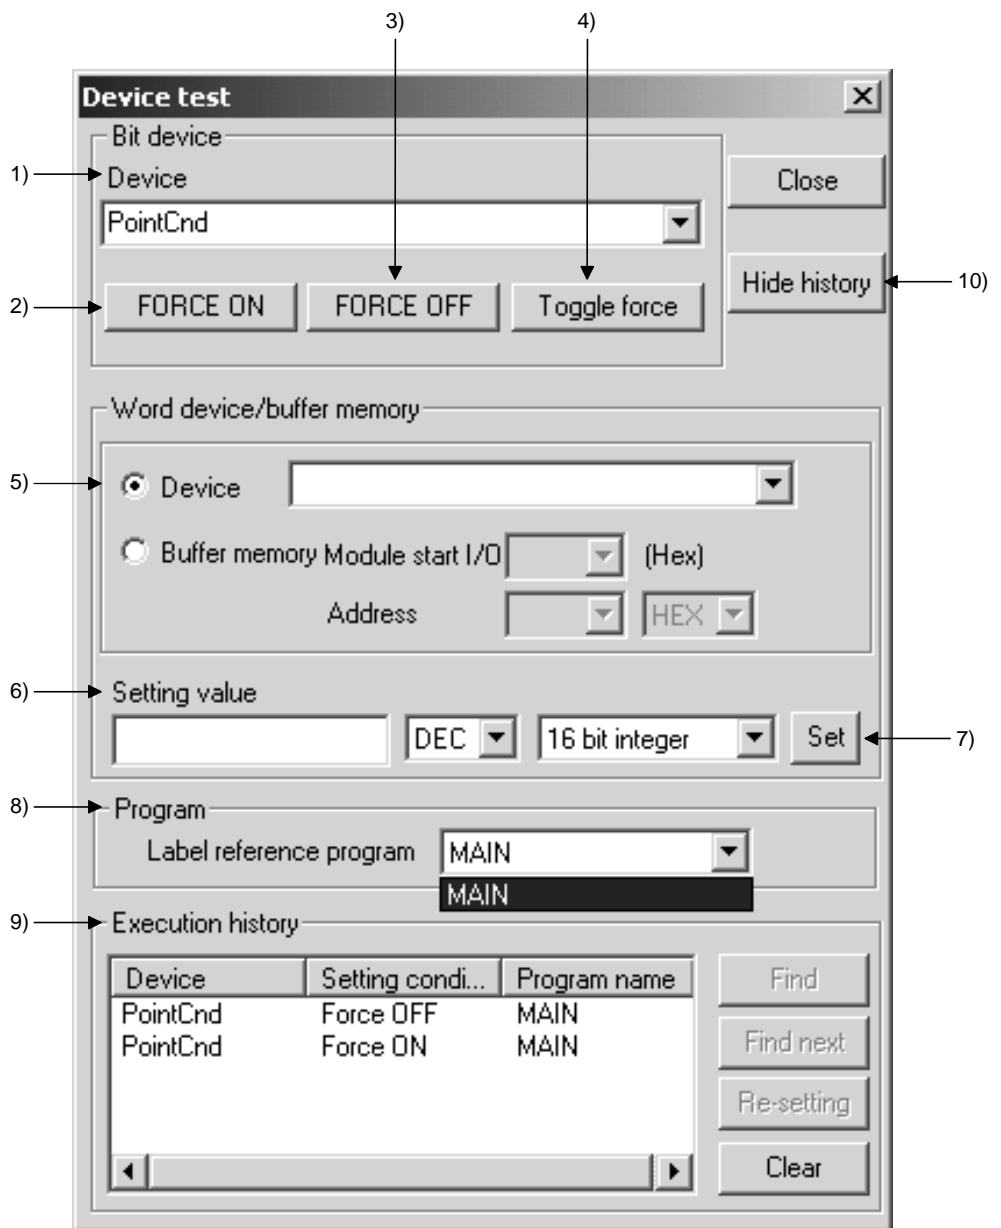 3) 4)
Device test
Bit device
1) Device
Close
PointCnd
Hide history 10)
2) FORCE ON FORCE OFF Toggle force
Word device/buffer memory
5) Device
Buffer memory Module start I/O (Hex)
Address HEX
6) Setting value
DEC 16 bit integer Set 7)
8) Program
Label reference program MAIN
MAIN
9) Execution history
Device Setting condi... Program name Find
PointCnd Force OFF MAIN
PointCnd Force ON MAIN Find next
Re-setting
Clear